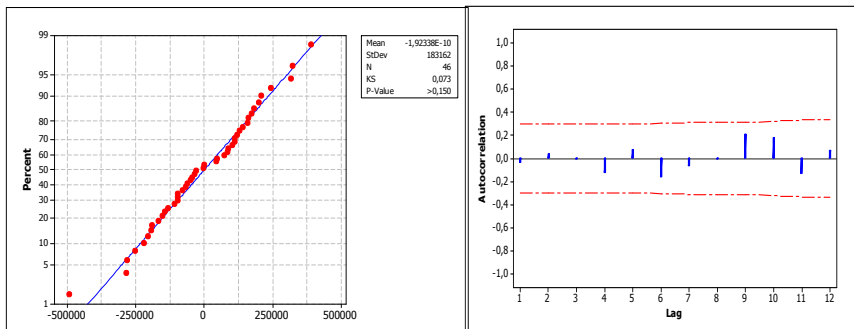 99
95
90
80
70
60
50
40
30
20
10
5
1
Percent
-500000 -250000 0 250000 500000
Mean -1,92338E-10
StDev 183162
N 46
KS 0,073
P-Value >0,150
1,0
0,8
0,6
0,4
0,2
0,0
-0,2
-0,4
-0,6
-0,8
-1,0
Autocorrelation
1 2 3 4 5 6 7 8 9 10 11 12
Lag